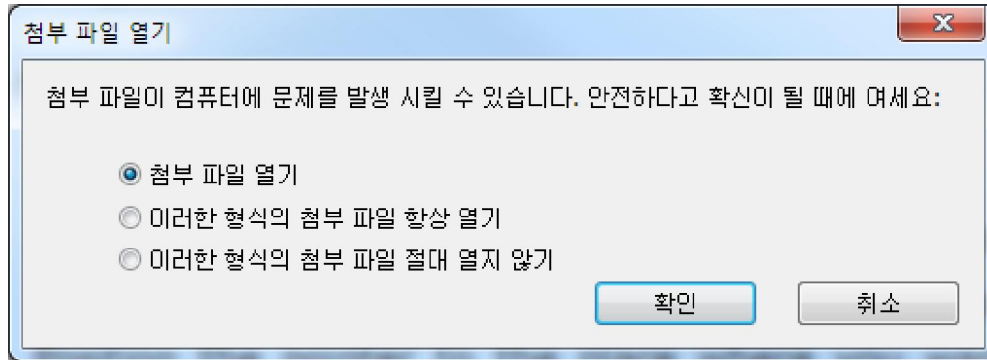 첨부 파일 열기
첨부 파일이 컴퓨터에 문제를 발생 시킬 수 있습니다. 안전하다고 확신이 될 때에 여세요:
첨부 파일 열기
이러한 형식의 첨부 파일 항상 열기
이러한 형식의 첨부 파일 절대 열지 않기
확인 취소